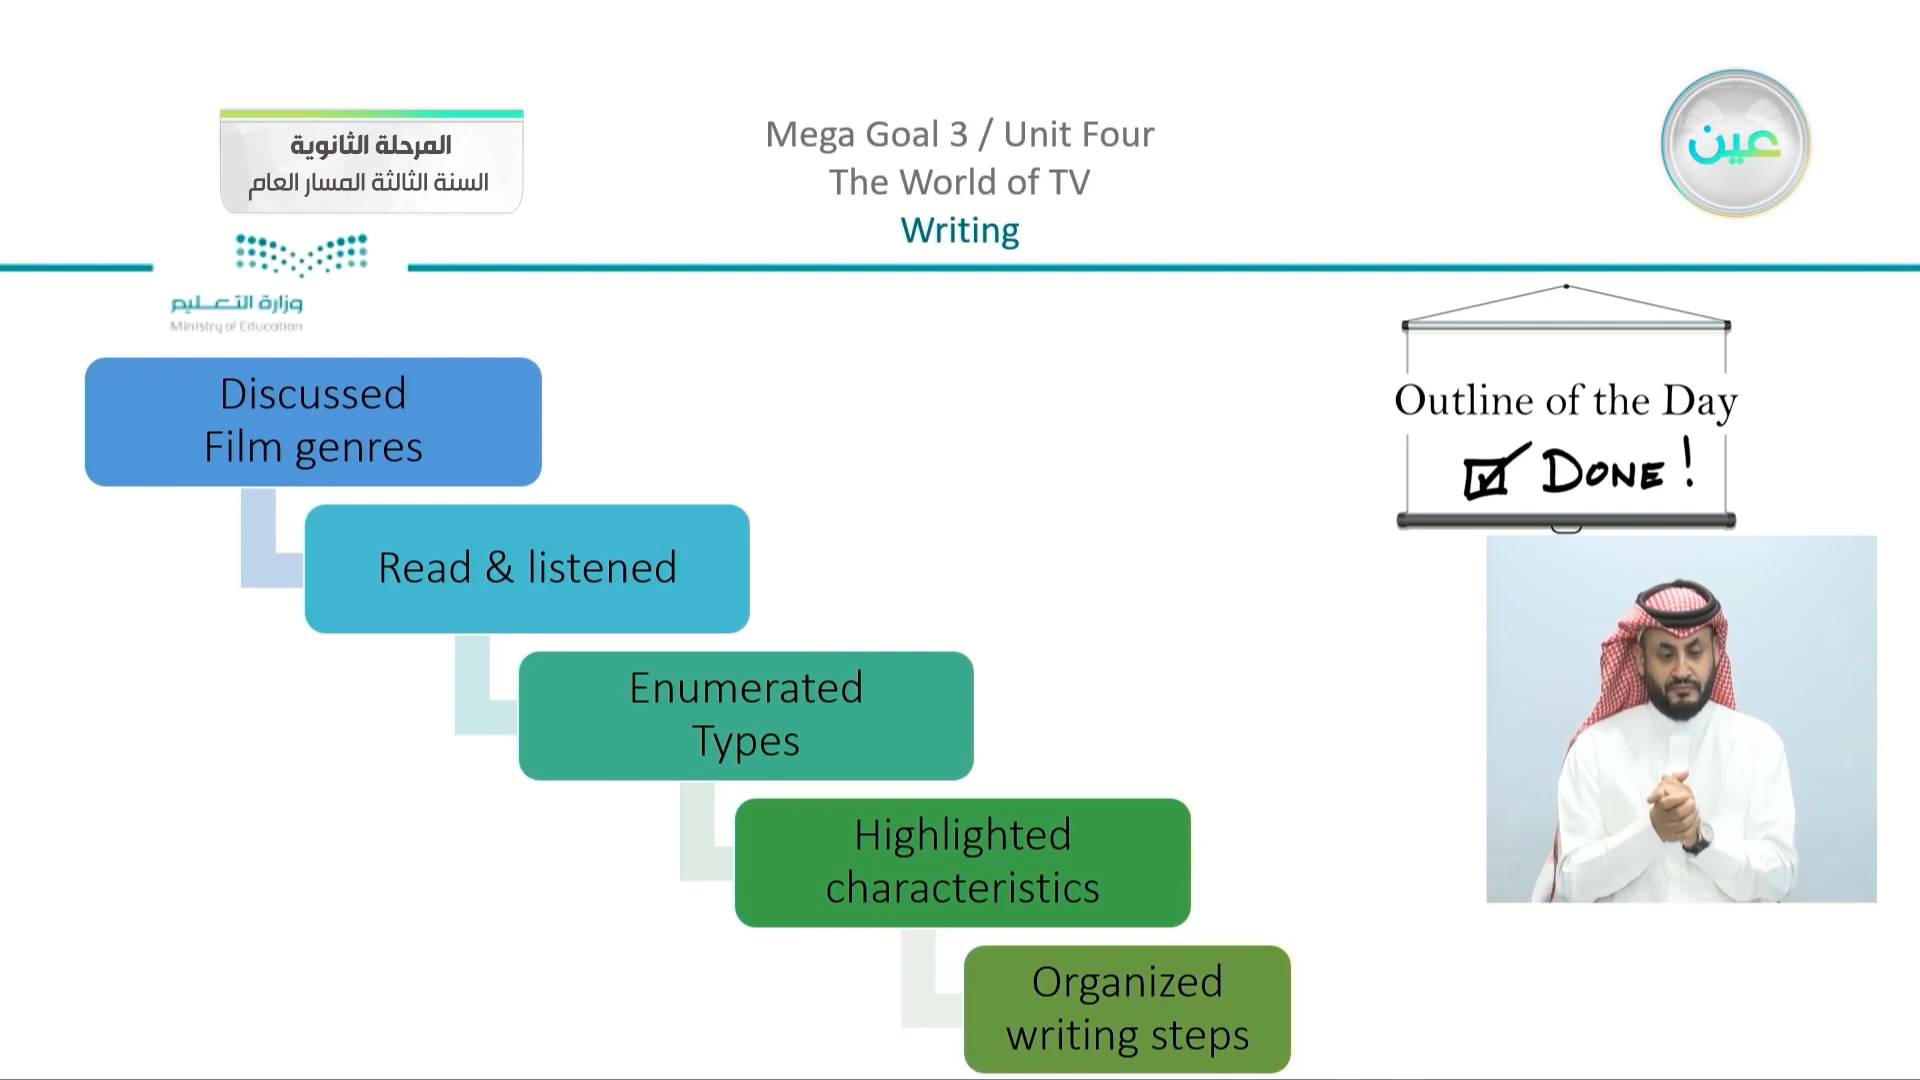 المرحلة الثانوية
السنة الثالثة المسار العام
Mega Goal 3 / Unit Four
The World of TV
Writing
عين
وزارة التعليم
Ministry of Education
Outline of the Day
DONE!
Discussed
Film genres
Read & listened
Enumerated
Types
Highlighted
characteristics
Organized
writing steps